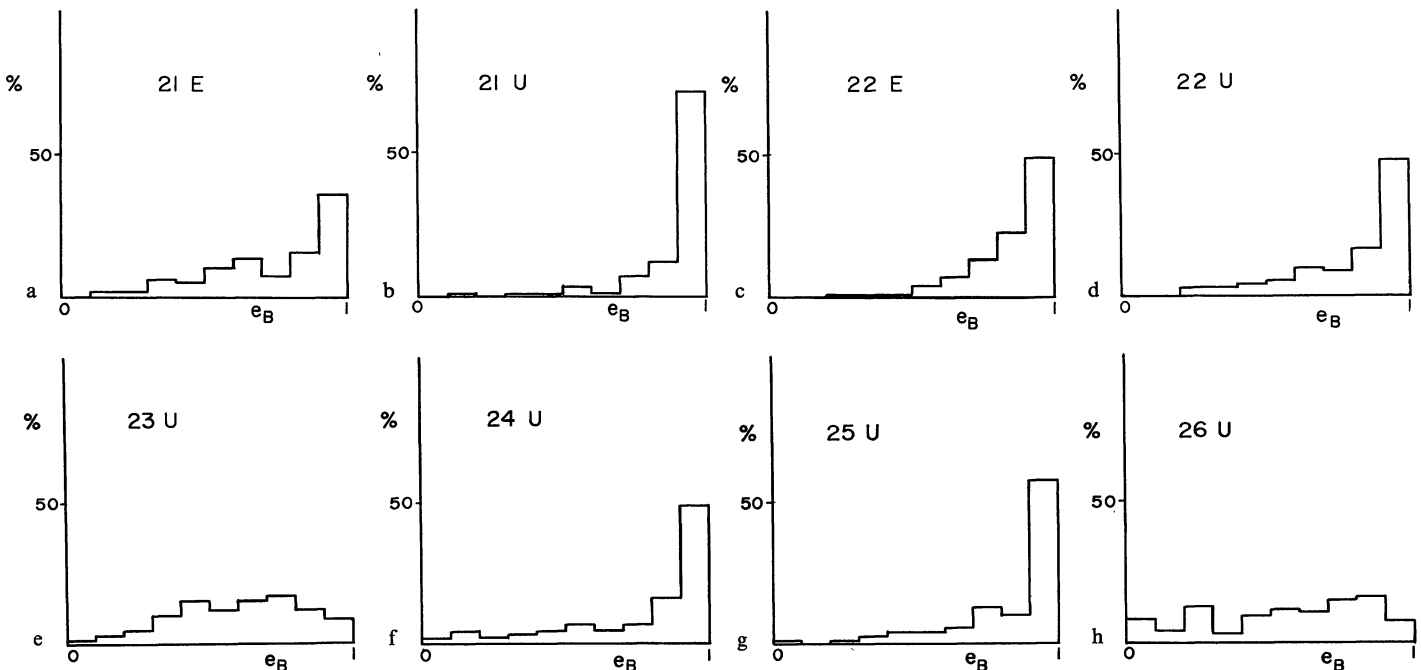 % 21 E
50
a 0 e_B 1
% 21 U
50
b 0 e_B 1
% 22 E
50
c 0 e_B 1
% 22 U
50
d 0 e_B 1
% 23 U
50
e 0 e_B 1
% 24 U
50
f 0 e_B 1
% 25 U
50
g 0 e_B 1
% 26 U
50
h 0 e_B 1